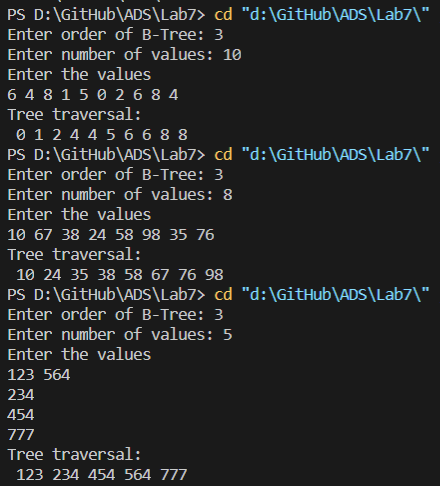 PS D:\GitHub\ADS\Lab7> cd "d:\GitHub\ADS\Lab7\"
Enter order of B-Tree: 3
Enter number of values: 10
Enter the values
6 4 8 1 5 0 2 6 8 4
Tree traversal:
 0 1 2 4 4 5 6 6 8 8
PS D:\GitHub\ADS\Lab7> cd "d:\GitHub\ADS\Lab7\"
Enter order of B-Tree: 3
Enter number of values: 8
Enter the values
10 67 38 24 58 98 35 76
Tree traversal:
 10 24 35 38 58 67 76 98
PS D:\GitHub\ADS\Lab7> cd "d:\GitHub\ADS\Lab7\"
Enter order of B-Tree: 3
Enter number of values: 5
Enter the values
123 564
234
454
777
Tree traversal:
 123 234 454 564 777